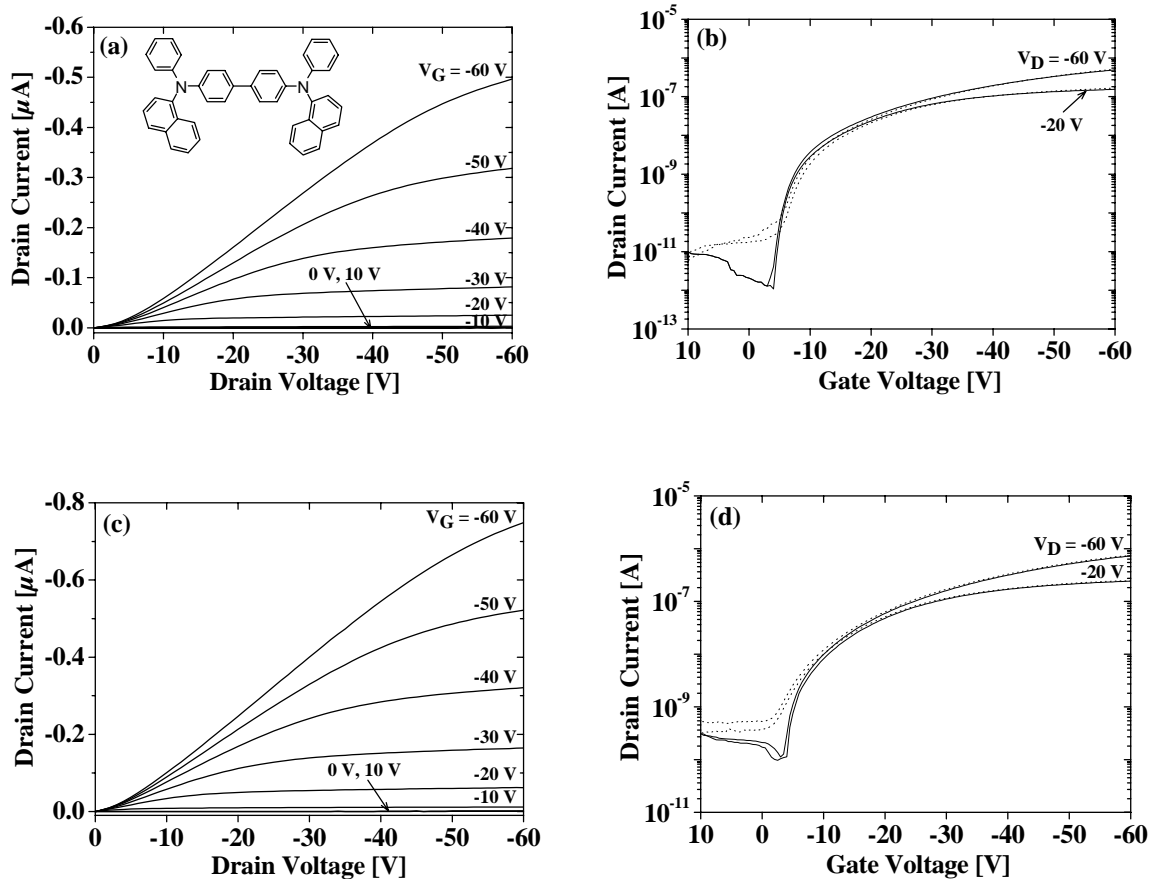 (a)
N
N
V_G = -60 V
-50 V
-40 V
-30 V
-20 V
-10 V
0 V, 10 V
-0.6
-0.5
-0.4
-0.3
-0.2
-0.1
0.0
0 -10 -20 -30 -40 -50 -60
Drain Voltage [V]
Drain Current [µA]
(b)
V_D = -60 V
-20 V
10^-5
10^-7
10^-9
10^-11
10^-13
10 0 -10 -20 -30 -40 -50 -60
Gate Voltage [V]
Drain Current [A]
(c)
V_G = -60 V
-50 V
-40 V
-30 V
-20 V
-10 V
0 V, 10 V
-0.8
-0.6
-0.4
-0.2
0.0
0 -10 -20 -30 -40 -50 -60
Drain Voltage [V]
Drain Current [µA]
(d)
V_D = -60 V
-20 V
10^-5
10^-7
10^-9
10^-11
10 0 -10 -20 -30 -40 -50 -60
Gate Voltage [V]
Drain Current [A]